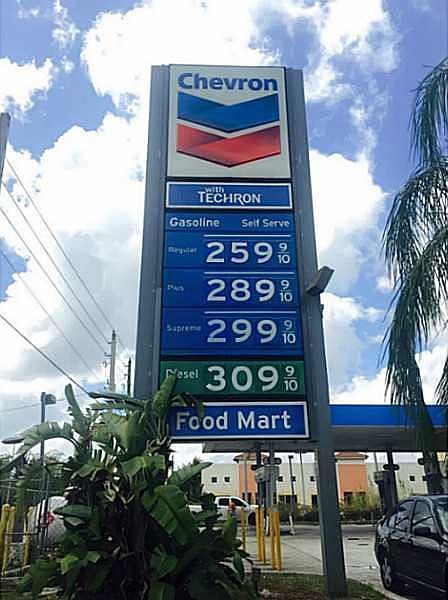 Chevron
with
TECHRON
Gasoline Self Serve
Regular 259 9/10
Plus 289 9/10
Supreme 299 9/10
Diesel 309 9/10
Food Mart